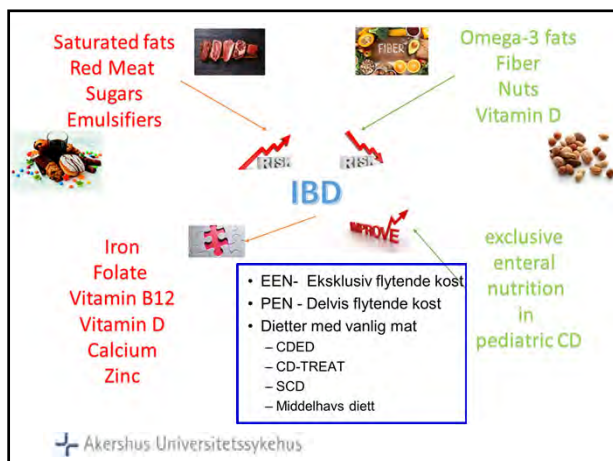 Saturated fats
Red Meat
Sugars
Emulsifiers
FIBER
Omega-3 fats
Fiber
Nuts
Vitamin D
RISK
RISK
IBD
IMPROVE
Iron
Folate
Vitamin B12
Vitamin D
Calcium
Zinc
• EEN- Eksklusiv flytende kost
• PEN - Delvis flytende kost
• Dietter med vanlig mat
– CDED
– CD-TREAT
– SCD
– Middelhavs diett
exclusive
enteral
nutrition
in
pediatric CD
Akershus Universitetssykehus